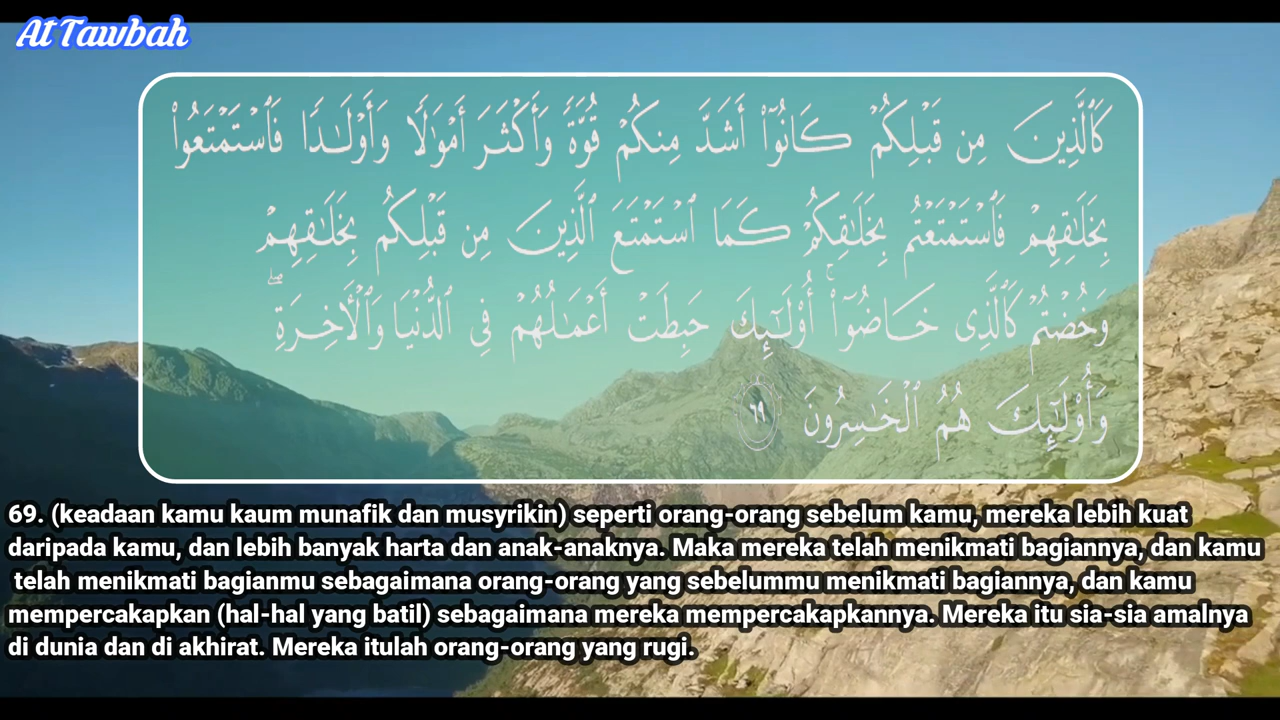 At Tawbah
كَٱلَّذِينَ مِن قَبْلِكُمْ كَانُوٓا۟ أَشَدَّ مِنكُمْ قُوَّةً وَأَكْثَرَ أَمْوَٰلًا وَأَوْلَـٰدًا فَٱسْتَمْتَعُوا۟
بِخَلَـٰقِهِمْ فَٱسْتَمْتَعْتُم بِخَلَـٰقِكُمْ كَمَا ٱسْتَمْتَعَ ٱلَّذِينَ مِن قَبْلِكُم بِخَلَـٰقِهِمْ
وَخُضْتُمْ كَٱلَّذِى خَاضُوٓا۟ ۚ أُو۟لَـٰٓئِكَ حَبِطَتْ أَعْمَـٰلُهُمْ فِى ٱلدُّنْيَا وَٱلْـَٔاخِرَةِ ۖ
وَأُو۟لَـٰٓئِكَ هُمُ ٱلْخَـٰسِرُونَ ٦٩
69. (keadaan kamu kaum munafik dan musyrikin) seperti orang-orang sebelum kamu, mereka lebih kuat
daripada kamu, dan lebih banyak harta dan anak-anaknya. Maka mereka telah menikmati bagiannya, dan kamu
telah menikmati bagianmu sebagaimana orang-orang yang sebelummu menikmati bagiannya, dan kamu
mempercakapkan (hal-hal yang batil) sebagaimana mereka mempercakapkannya. Mereka itu sia-sia amalnya
di dunia dan di akhirat. Mereka itulah orang-orang yang rugi.